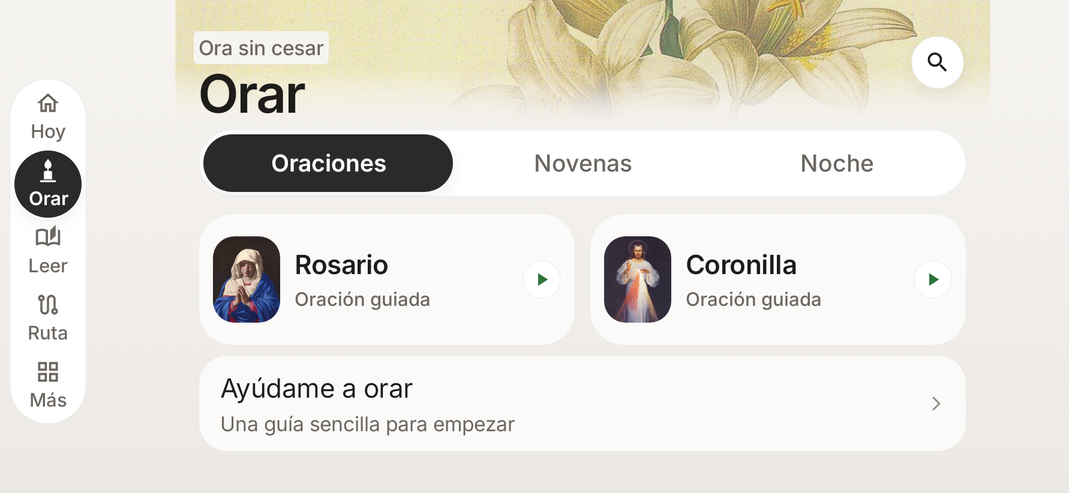 Ora sin cesar
Orar
Hoy
Orar
Leer
Ruta
Más
Oraciones
Novenas
Noche
Rosario
Oración guiada
Coronilla
Oración guiada
Ayúdame a orar
Una guía sencilla para empezar